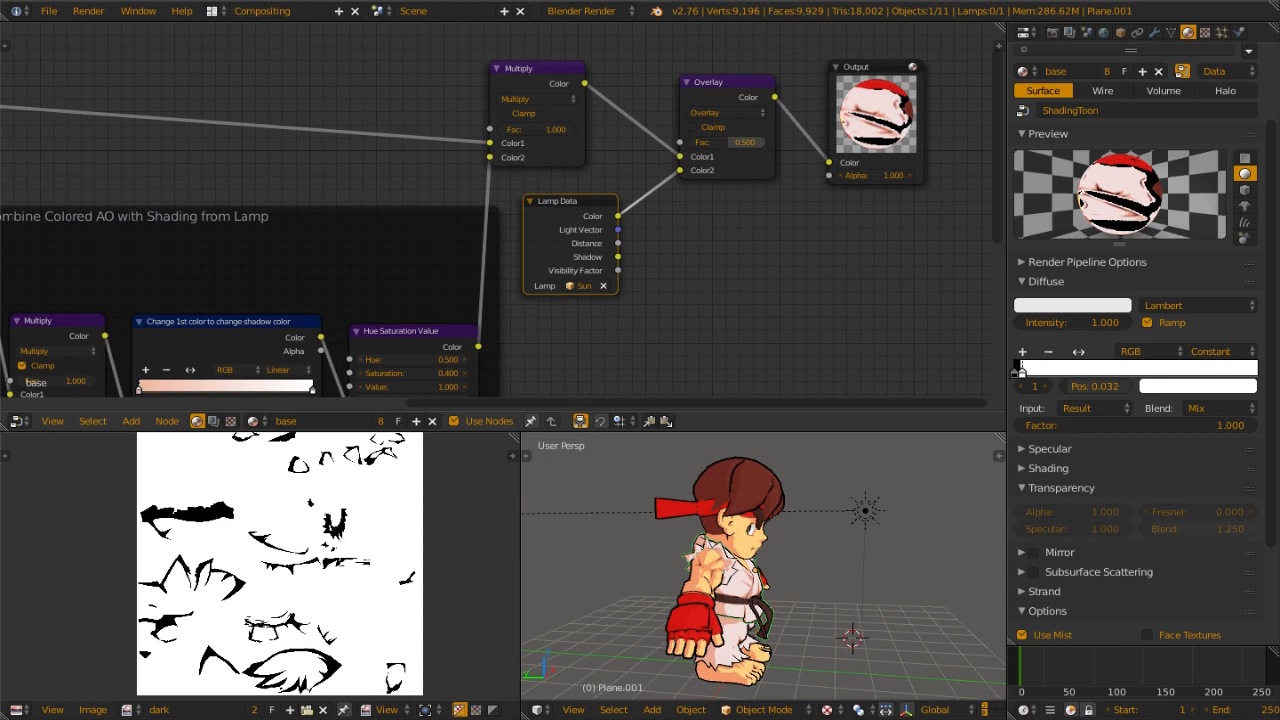 File Render Window Help Compositing Scene Blender Render v2.76 | Verts:9,196 | Faces:9,929 | Tris:18,002 | Objects:1/11 | Lamps:0/1 | Mem:286.62M | Plane.001
Multiply
Color
Multiply
Clamp
Fac: 1.000
Color1
Color2
Overlay
Color
Overlay
Clamp
Fac: 0.500
Color1
Color2
Output
Color
Alpha: 1.000
Lamp Data
Color
Light Vector
Distance
Shadow
Visibility Factor
Lamp Sun
ombine Colored AO with Shading from Lamp
Multiply
Color
Multiply
Clamp
1.000
base
Color1
Change 1st color to change shadow color
Color
Alpha
RGB Linear
Hue Saturation Value
Color
Hue: 0.500
Saturation: 0.400
Value: 1.000
View Select Add Node base 8 F Use Nodes
base 8 F Data
Surface Wire Volume Halo
ShadingToon
Preview
Render Pipeline Options
Diffuse
Lambert
Intensity: 1.000 Ramp
RGB Constant
1 Pos: 0.032
Input: Result Blend: Mix
Factor: 1.000
Specular
Shading
Transparency
Alpha: 1.000 Fresnel: 0.000
Specular: 1.000 Blend: 1.250
Mirror
Subsurface Scattering
Strand
Options
Use Mist Face Textures
User Persp
(0) Plane.001
0 50 100 150 200 250
View Image dark 2 F View
View Select Add Object Object Mode Global
Start: 1 End: 250